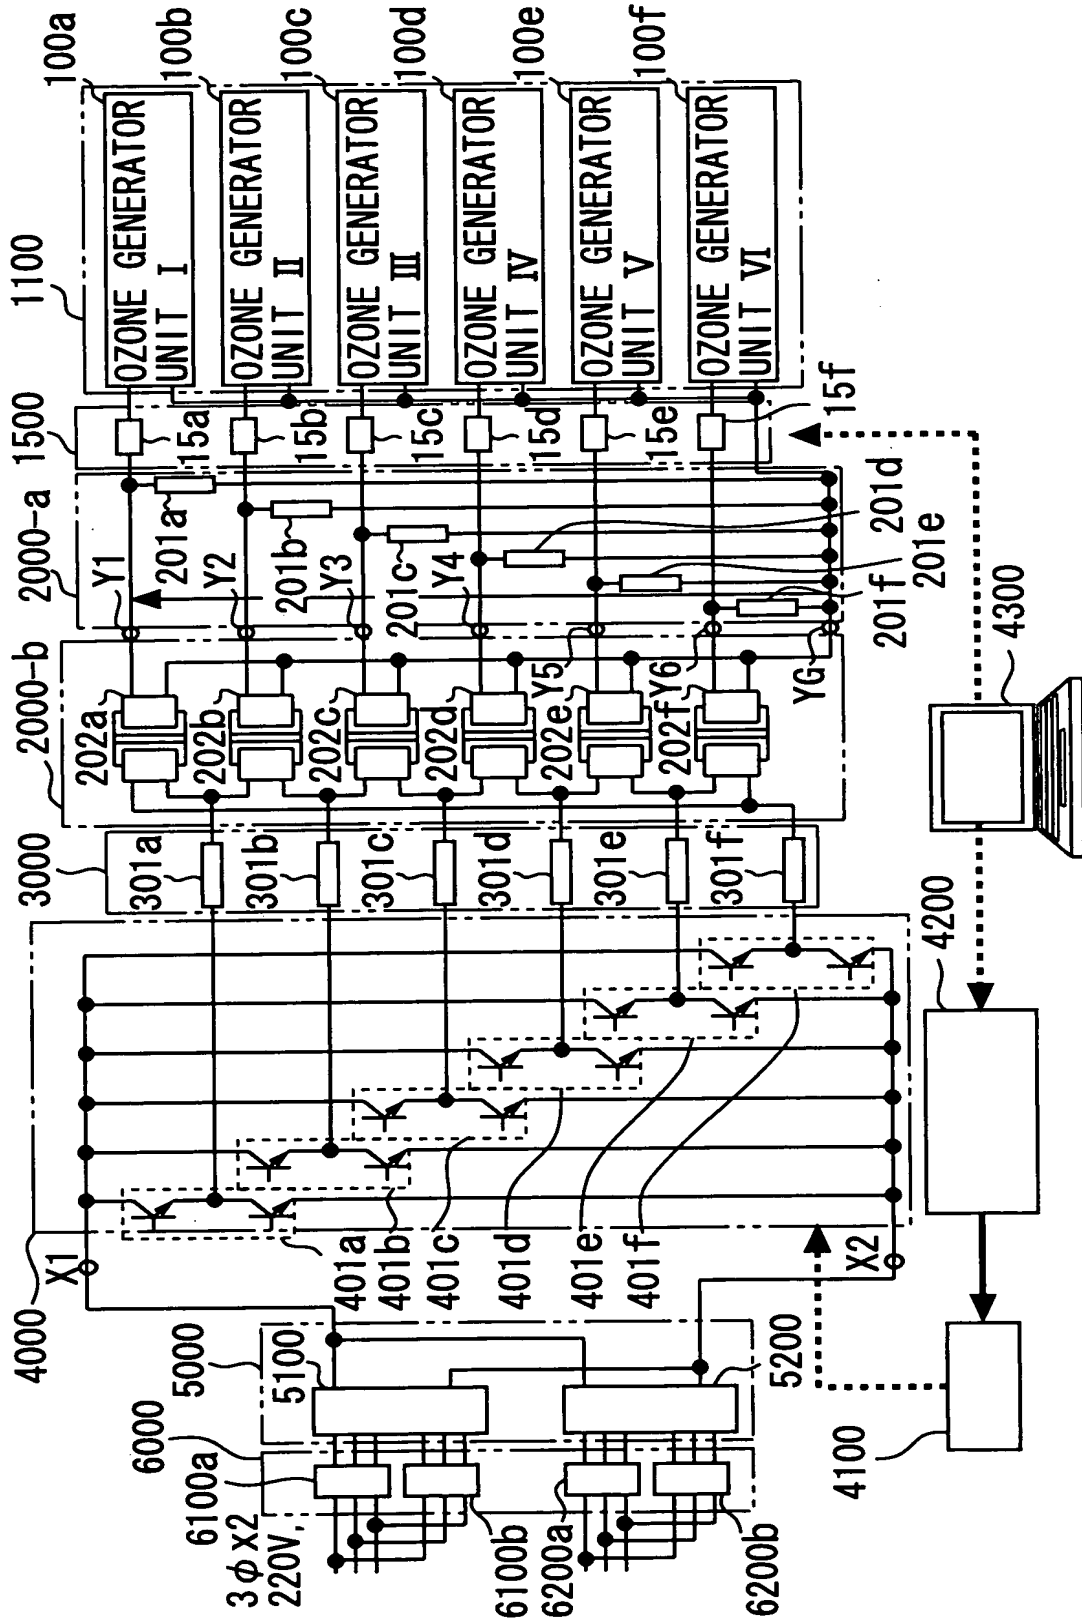 6100a
3φX2
220V,
6100b
6200a
6200b
6000
5000
5100
5200
4000
X1
X2
401a
401b
401c
401d
401e
401f
4100
4200
4300
3000
301a
301b
301c
301d
301e
301f
2000-b
202a
202b
202c
202d
202e
202f
2000-a
Y1
Y2
Y3
Y4
Y5
Y6
YG
201a
201b
201c
201d
201e
201f
1500
15a
15b
15c
15d
15e
15f
1100
100a
OZONE GENERATOR
UNIT I
100b
OZONE GENERATOR
UNIT II
100c
OZONE GENERATOR
UNIT III
100d
OZONE GENERATOR
UNIT IV
100e
OZONE GENERATOR
UNIT V
100f
OZONE GENERATOR
UNIT VI